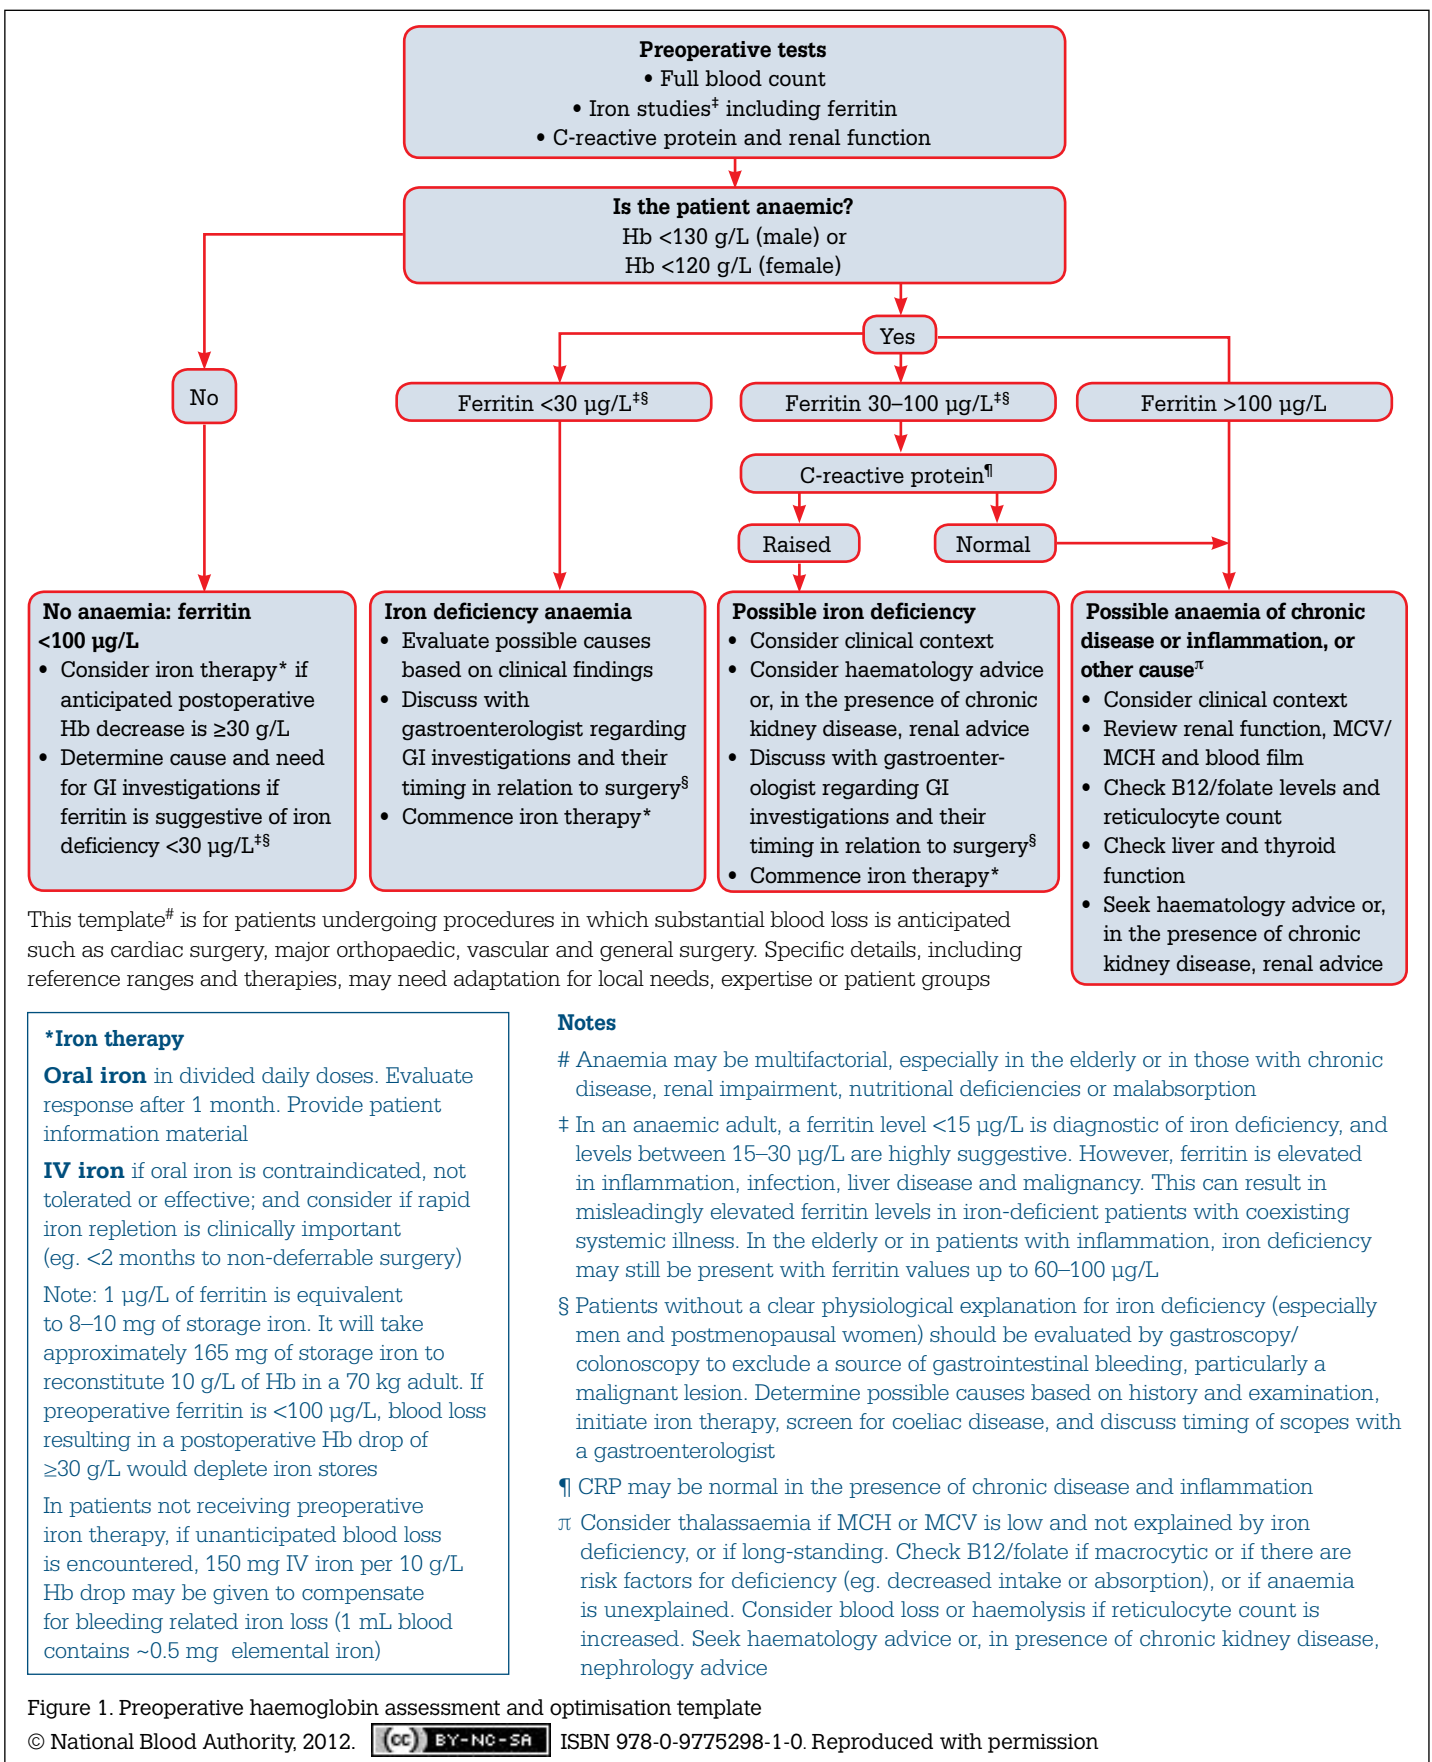 Preoperative tests
• Full blood count
• Iron studies‡ including ferritin
• C-reactive protein and renal function
Is the patient anaemic?
Hb <130 g/L (male) or
Hb <120 g/L (female)
Yes
No
Ferritin <30 µg/L‡§
Ferritin 30–100 µg/L‡§
Ferritin >100 µg/L
C-reactive protein¶
Raised
Normal
No anaemia: ferritin
<100 µg/L
• Consider iron therapy* if
anticipated postoperative
Hb decrease is ≥30 g/L
• Determine cause and need
for GI investigations if
ferritin is suggestive of iron
deficiency <30 µg/L‡§
Iron deficiency anaemia
• Evaluate possible causes
based on clinical findings
• Discuss with
gastroenterologist regarding
GI investigations and their
timing in relation to surgery§
• Commence iron therapy*
Possible iron deficiency
• Consider clinical context
• Consider haematology advice
or, in the presence of chronic
kidney disease, renal advice
• Discuss with gastroenter-
ologist regarding GI
investigations and their
timing in relation to surgery§
• Commence iron therapy*
Possible anaemia of chronic
disease or inflammation, or
other causeπ
• Consider clinical context
• Review renal function, MCV/
MCH and blood film
• Check B12/folate levels and
reticulocyte count
• Check liver and thyroid
function
• Seek haematology advice or,
in the presence of chronic
kidney disease, renal advice
This template# is for patients undergoing procedures in which substantial blood loss is anticipated
such as cardiac surgery, major orthopaedic, vascular and general surgery. Specific details, including
reference ranges and therapies, may need adaptation for local needs, expertise or patient groups
*Iron therapy
Oral iron in divided daily doses. Evaluate
response after 1 month. Provide patient
information material
IV iron if oral iron is contraindicated, not
tolerated or effective; and consider if rapid
iron repletion is clinically important
(eg. <2 months to non-deferrable surgery)
Note: 1 µg/L of ferritin is equivalent
to 8–10 mg of storage iron. It will take
approximately 165 mg of storage iron to
reconstitute 10 g/L of Hb in a 70 kg adult. If
preoperative ferritin is <100 µg/L, blood loss
resulting in a postoperative Hb drop of
≥30 g/L would deplete iron stores
In patients not receiving preoperative
iron therapy, if unanticipated blood loss
is encountered, 150 mg IV iron per 10 g/L
Hb drop may be given to compensate
for bleeding related iron loss (1 mL blood
contains ~0.5 mg elemental iron)
Notes
# Anaemia may be multifactorial, especially in the elderly or in those with chronic
disease, renal impairment, nutritional deficiencies or malabsorption
‡ In an anaemic adult, a ferritin level <15 µg/L is diagnostic of iron deficiency, and
levels between 15–30 µg/L are highly suggestive. However, ferritin is elevated
in inflammation, infection, liver disease and malignancy. This can result in
misleadingly elevated ferritin levels in iron-deficient patients with coexisting
systemic illness. In the elderly or in patients with inflammation, iron deficiency
may still be present with ferritin values up to 60–100 µg/L
§ Patients without a clear physiological explanation for iron deficiency (especially
men and postmenopausal women) should be evaluated by gastroscopy/
colonoscopy to exclude a source of gastrointestinal bleeding, particularly a
malignant lesion. Determine possible causes based on history and examination,
initiate iron therapy, screen for coeliac disease, and discuss timing of scopes with
a gastroenterologist
¶ CRP may be normal in the presence of chronic disease and inflammation
π Consider thalassaemia if MCH or MCV is low and not explained by iron
deficiency, or if long-standing. Check B12/folate if macrocytic or if there are
risk factors for deficiency (eg. decreased intake or absorption), or if anaemia
is unexplained. Consider blood loss or haemolysis if reticulocyte count is
increased. Seek haematology advice or, in presence of chronic kidney disease,
nephrology advice
Figure 1. Preoperative haemoglobin assessment and optimisation template
© National Blood Authority, 2012. (cc) BY-NC-SA ISBN 978-0-9775298-1-0. Reproduced with permission